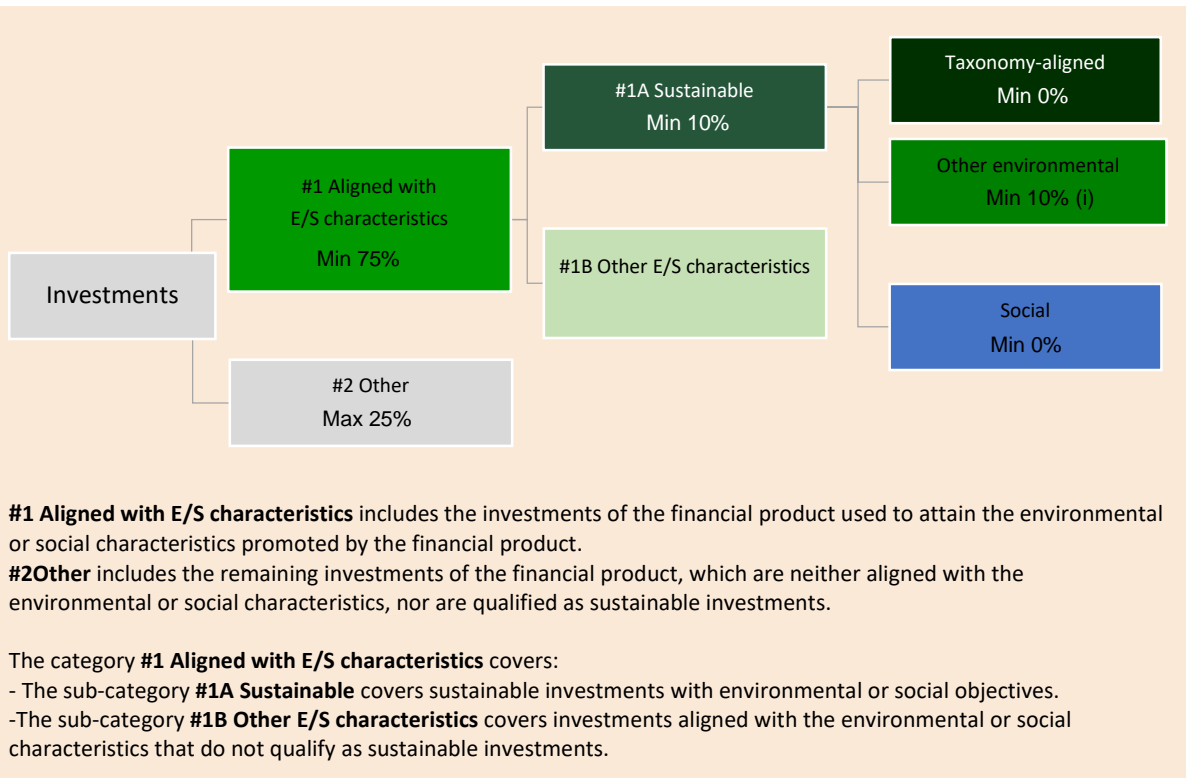 Taxonomy-aligned
Min 0%
#1A Sustainable
Min 10%
Other environmental
Min 10% (i)
#1 Aligned with
E/S characteristics
Min 75%
#1B Other E/S characteristics
Investments
Social
Min 0%
#2 Other
Max 25%
#1 Aligned with E/S characteristics includes the investments of the financial product used to attain the environmental
or social characteristics promoted by the financial product.
#2Other includes the remaining investments of the financial product, which are neither aligned with the
environmental or social characteristics, nor are qualified as sustainable investments.
The category #1 Aligned with E/S characteristics covers:
- The sub-category #1A Sustainable covers sustainable investments with environmental or social objectives.
-The sub-category #1B Other E/S characteristics covers investments aligned with the environmental or social
characteristics that do not qualify as sustainable investments.